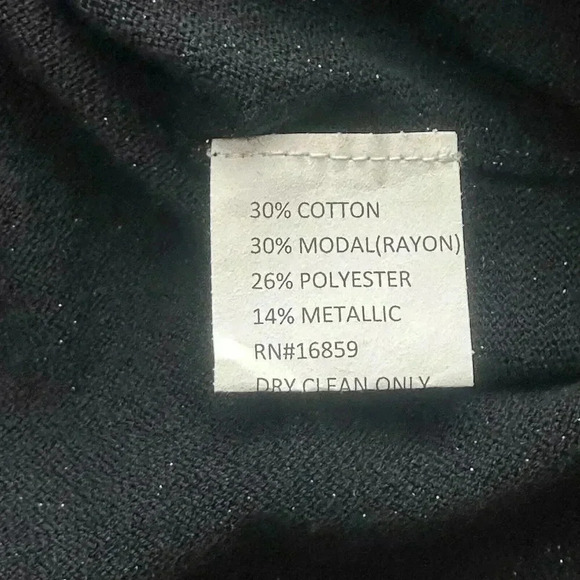 30% COTTON
30% MODAL(RAYON)
26% POLYESTER
14% METALLIC
RN#16859
DRY CLEAN ONLY